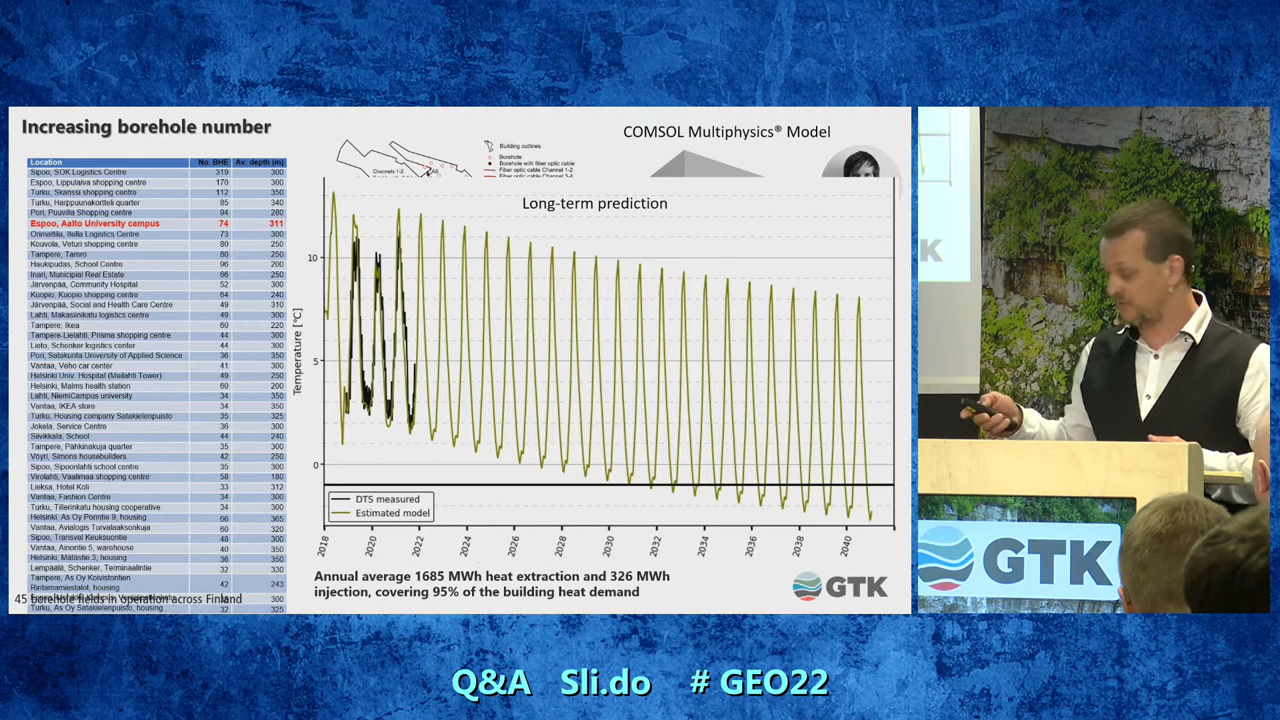 Increasing borehole number
COMSOL Multiphysics® Model
Location No. BHE Av. depth (m)
Sipoo, SOK Logistics Centre 319 300
Espoo, Lippulaiva shopping centre 170 300
Turku, Skanssi shopping centre 112 350
Turku, Harppuunakortteli quarter 85 340
Pori, Puuvilla Shopping centre 94 280
Espoo, Aalto University campus 74 311
Orimattila, Itella Logistics Centre 73 300
Kouvola, Veturi shopping centre 80 250
Tampere, Tamro 80 250
Haukipudas, School Centre 96 200
Inari, Municipal Real Estate 66 250
Järvenpää, Community Hospital 52 300
Kuopio, Kuopio shopping centre 64 240
Järvenpää, Social and Health Care Centre 49 310
Lahti, Makasiinikatu logistics centre 49 300
Tampere, Ikea 60 220
Tampere-Lielahti, Prisma shopping centre 44 300
Lieto, Schenker logistics center 44 300
Pori, Satakunta University of Applied Science 36 350
Vantaa, Veho car center 41 300
Helsinki Univ. Hospital (Meilahti Tower) 49 250
Helsinki, Malms health station 60 200
Lahti, NiemiCampus university 34 350
Vantaa, IKEA store 34 350
Turku, Housing company Satakielenpuisto 35 325
Jokela, Service Centre 36 300
Siivikkala, School 44 240
Tampere, Pähkinakuja quarter 35 300
Vöyri, Simons housebuilders 42 250
Sipoo, Sipoonlahti school centre 35 300
Virolahti, Vaalimaa shopping centre 58 180
Lieksa, Hotel Koli 33 312
Vantaa, Fashion Centre 34 300
Turku, Tillerinkatu housing cooperative 34 300
Helsinki, As Oy Porintie 9, housing 66 365
Vantaa, Avialogis Turvalaaksonkuja 60 320
Sipoo, Transval Keuksuontie 48 300
Vantaa, Ainontie 5, warehouse 40 350
Helsinki, Mätästie 3, housing 36 350
Lempäälä, Schenker, Terminaalintie 32 330
Tampere, As Oy Koivistontien
Rintamamiestalot, housing 42 243
300
Turku, As Oy Satakielenpuisto, housing 32 325
45 borehole fields in operation across Finland
Channels 1-2
Building outlines
Borehole
Borehole with fiber optic cable
Fiber optic cable Channel 1-2
Fiber optic cable Channel 3-4
Long-term prediction
Temperature [°C]
10
5
0
DTS measured
Estimated model
2018 2020 2022 2024 2026 2028 2030 2032 2034 2036 2038 2040
Annual average 1685 MWh heat extraction and 326 MWh
injection, covering 95% of the building heat demand
GTK
K
GTK
Q&A Sli.do # GEO22